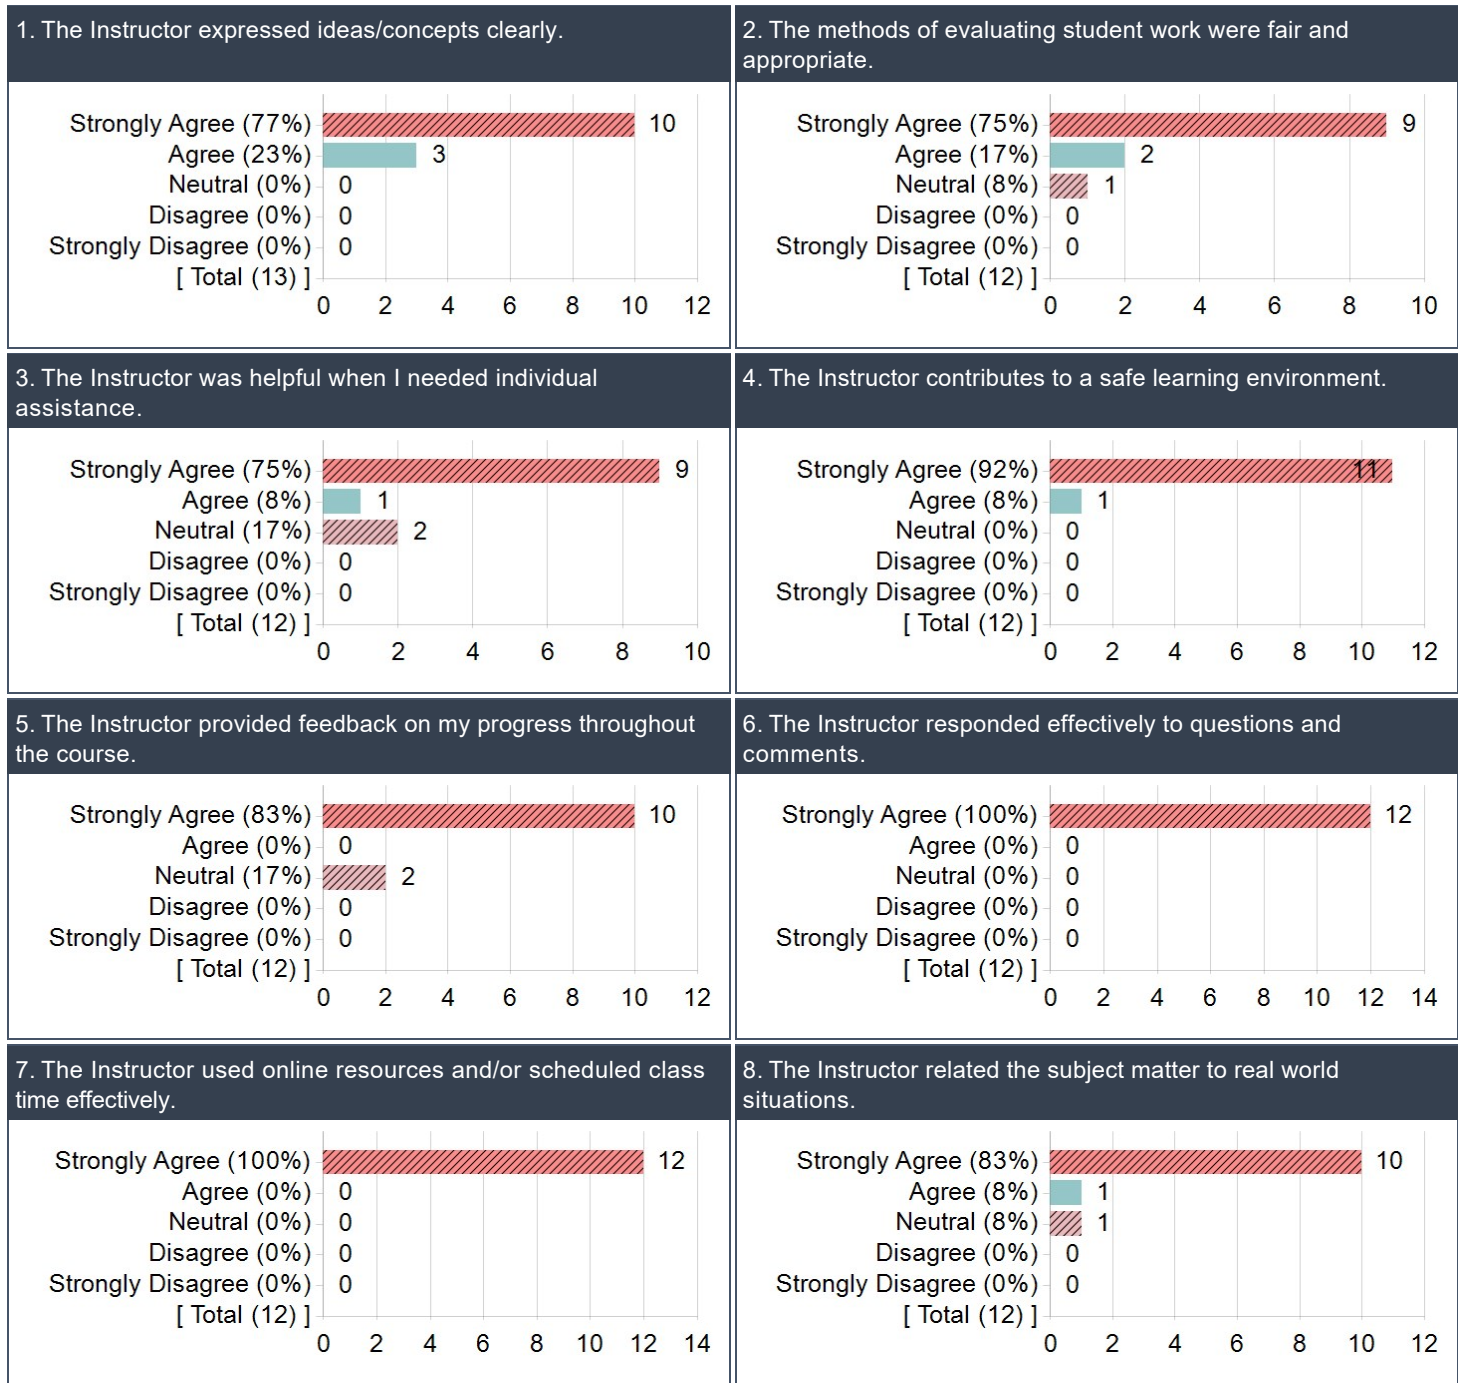 1. The Instructor expressed ideas/concepts clearly.
Strongly Agree (77%) 10
Agree (23%) 3
Neutral (0%) 0
Disagree (0%) 0
Strongly Disagree (0%) 0
[ Total (13) ]
0 2 4 6 8 10 12
2. The methods of evaluating student work were fair and
appropriate.
Strongly Agree (75%) 9
Agree (17%) 2
Neutral (8%) 1
Disagree (0%) 0
Strongly Disagree (0%) 0
[ Total (12) ]
0 2 4 6 8 10
3. The Instructor was helpful when I needed individual
assistance.
Strongly Agree (75%) 9
Agree (8%) 1
Neutral (17%) 2
Disagree (0%) 0
Strongly Disagree (0%) 0
[ Total (12) ]
0 2 4 6 8 10
4. The Instructor contributes to a safe learning environment.
Strongly Agree (92%) 11
Agree (8%) 1
Neutral (0%) 0
Disagree (0%) 0
Strongly Disagree (0%) 0
[ Total (12) ]
0 2 4 6 8 10 12
5. The Instructor provided feedback on my progress throughout
the course.
Strongly Agree (83%) 10
Agree (0%) 0
Neutral (17%) 2
Disagree (0%) 0
Strongly Disagree (0%) 0
[ Total (12) ]
0 2 4 6 8 10 12
6. The Instructor responded effectively to questions and
comments.
Strongly Agree (100%) 12
Agree (0%) 0
Neutral (0%) 0
Disagree (0%) 0
Strongly Disagree (0%) 0
[ Total (12) ]
0 2 4 6 8 10 12 14
7. The Instructor used online resources and/or scheduled class
time effectively.
Strongly Agree (100%) 12
Agree (0%) 0
Neutral (0%) 0
Disagree (0%) 0
Strongly Disagree (0%) 0
[ Total (12) ]
0 2 4 6 8 10 12 14
8. The Instructor related the subject matter to real world
situations.
Strongly Agree (83%) 10
Agree (8%) 1
Neutral (8%) 1
Disagree (0%) 0
Strongly Disagree (0%) 0
[ Total (12) ]
0 2 4 6 8 10 12